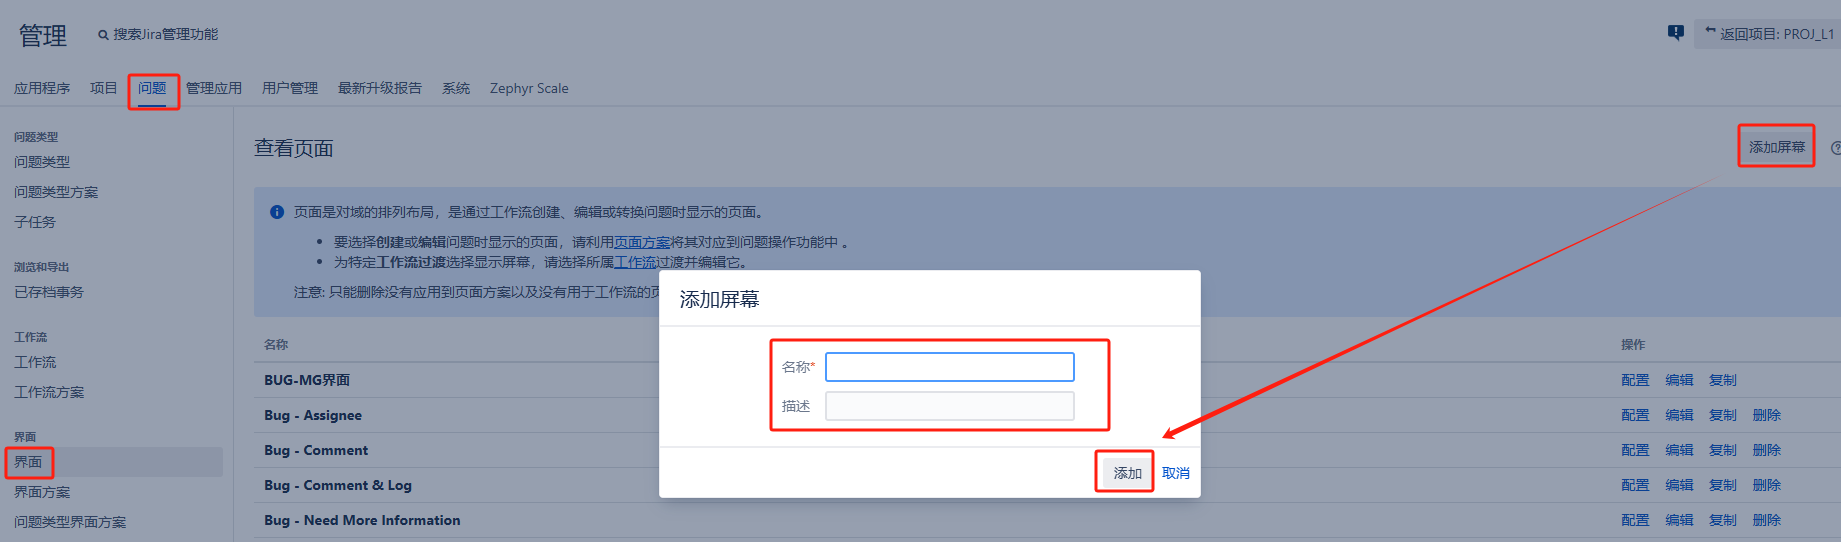 管理
搜索Jira管理功能
返回项目: PROJ_L1
应用程序 项目 问题 管理应用 用户管理 最新升级报告 系统 Zephyr Scale
问题类型
问题类型
问题类型方案
子任务
浏览和导出
已存档事务
工作流
工作流
工作流方案
界面
界面
界面方案
问题类型界面方案
查看页面
添加屏幕
页面是对域的排列布局，是通过工作流创建、编辑或转换问题时显示的页面。
要选择创建或编辑问题时显示的页面，请利用页面方案将其对应到问题操作功能中 。
为特定工作流过渡选择显示屏幕，请选择所属工作流过渡并编辑它。
注意: 只能删除没有应用到页面方案以及没有用于工作流的页
名称 操作
BUG-MG界面 配置 编辑 复制
Bug - Assignee 配置 编辑 复制 删除
Bug - Comment 配置 编辑 复制 删除
Bug - Comment & Log 配置 编辑 复制 删除
Bug - Need More Information 配置 编辑 复制 删除
添加屏幕
名称*
描述
添加 取消